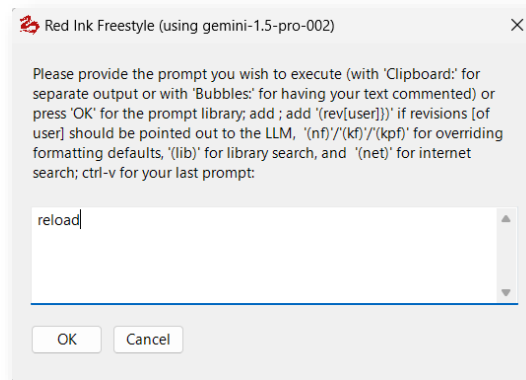 Red Ink Freestyle (using gemini-1.5-pro-002)
Please provide the prompt you wish to execute (with 'Clipboard:' for
separate output or with 'Bubbles:' for having your text commented) or
press 'OK' for the prompt library; add ; add '(rev[user]})' if revisions [of
user] should be pointed out to the LLM,  '(nf)'/'(kf)'/'(kpf)' for overriding
formatting defaults, '(lib)' for library search, and  '(net)' for internet
search; ctrl-v for your last prompt:
reload
OK Cancel